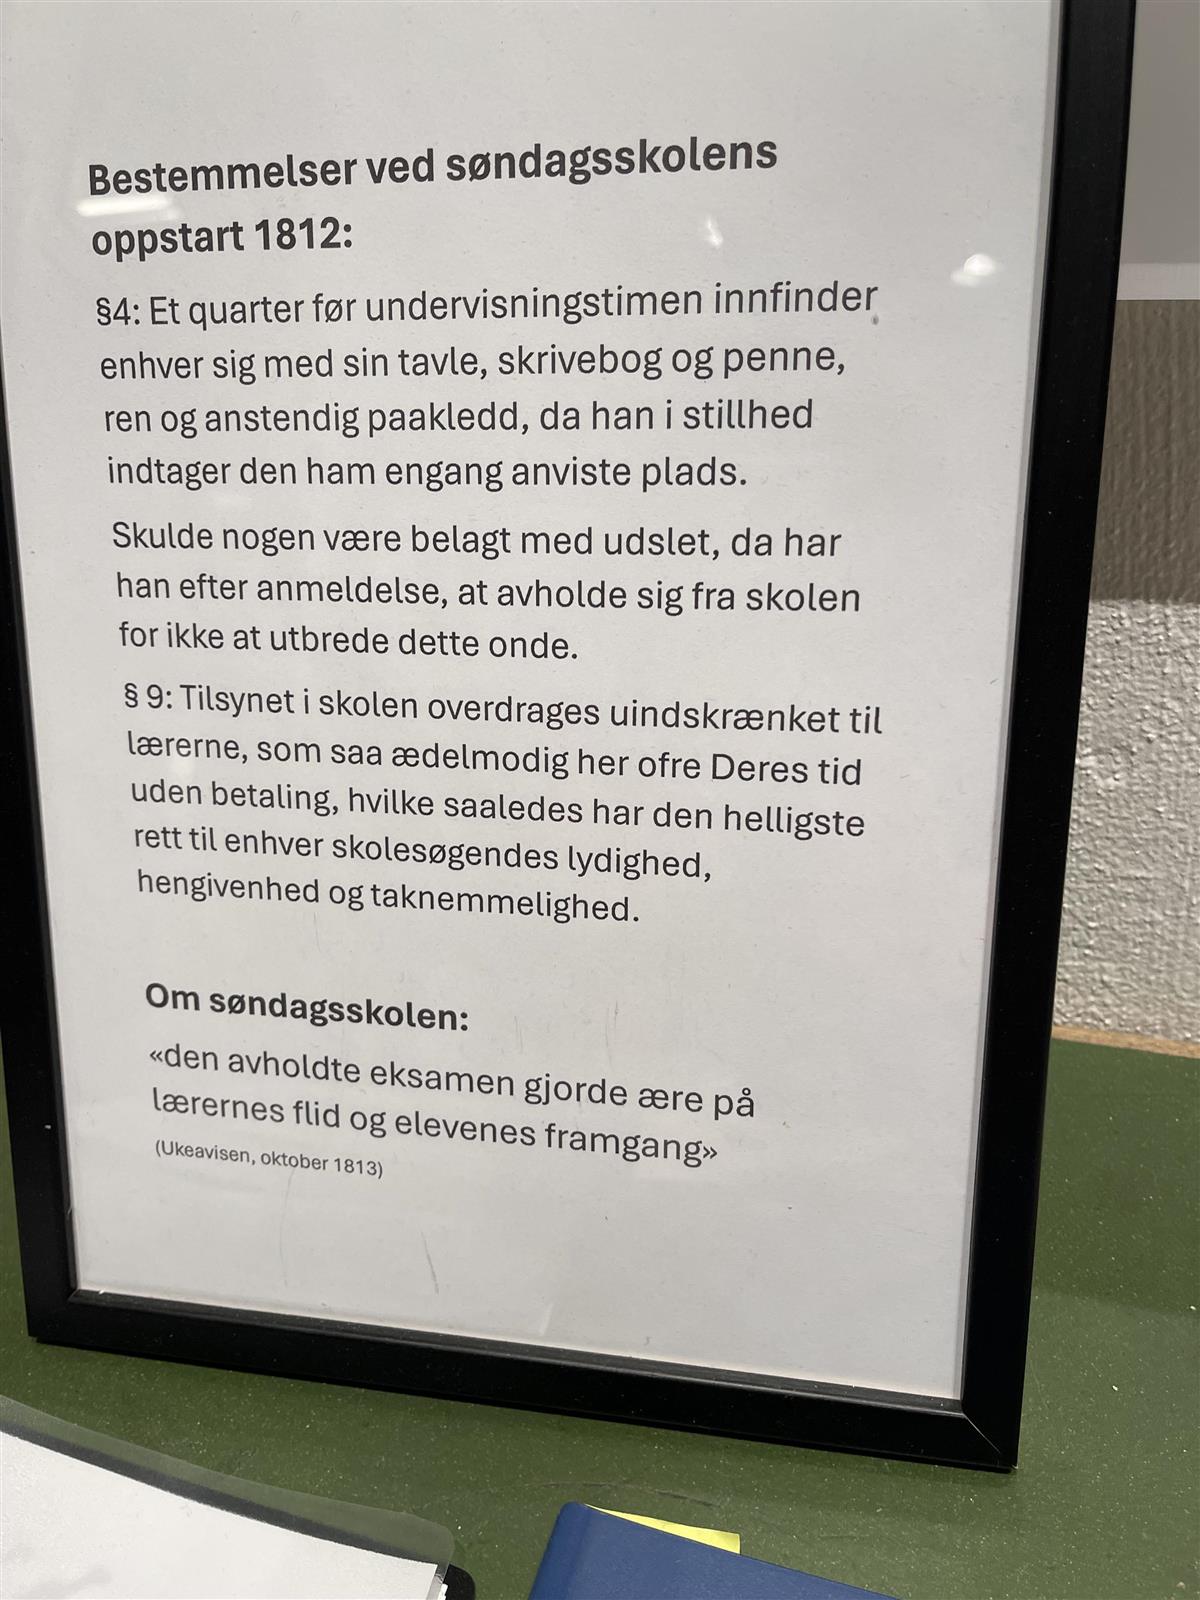 Bestemmelser ved søndagsskolens
oppstart 1812:
§4: Et quarter før undervisningstimen innfinder
enhver sig med sin tavle, skrivebog og penne,
ren og anstendig paakledd, da han i stillhed
indtager den ham engang anviste plads.
Skulde nogen være belagt med udslet, da har
han efter anmeldelse, at avholde sig fra skolen
for ikke at utbrede dette onde.
§ 9: Tilsynet i skolen overdrages uindskrænket til
lærerne, som saa ædelmodig her ofre Deres tid
uden betaling, hvilke saaledes har den helligste
rett til enhver skolesøgendes lydighed,
hengivenhed og taknemmelighed.
Om søndagsskolen:
«den avholdte eksamen gjorde ære på
lærernes flid og elevenes framgang»
(Ukeavisen, oktober 1813)